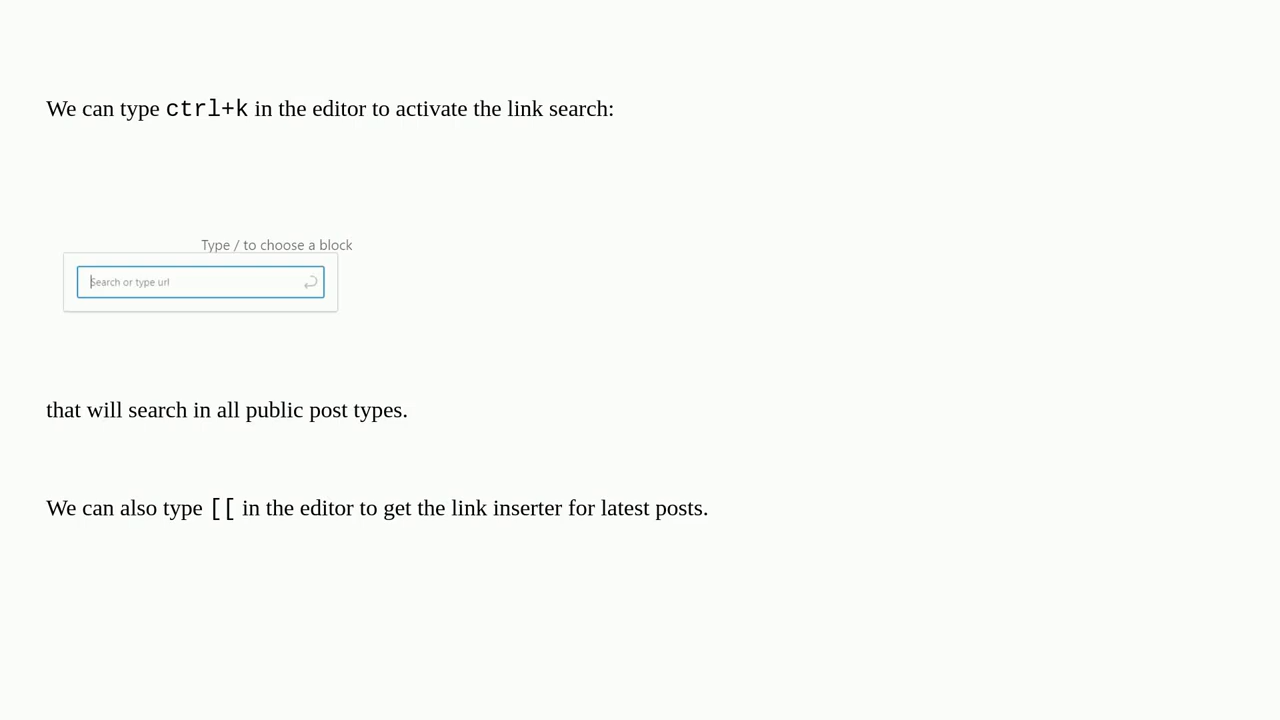 We can type ctrl+k in the editor to activate the link search:
Type / to choose a block
Search or type url
that will search in all public post types.
We can also type [[ in the editor to get the link inserter for latest posts.